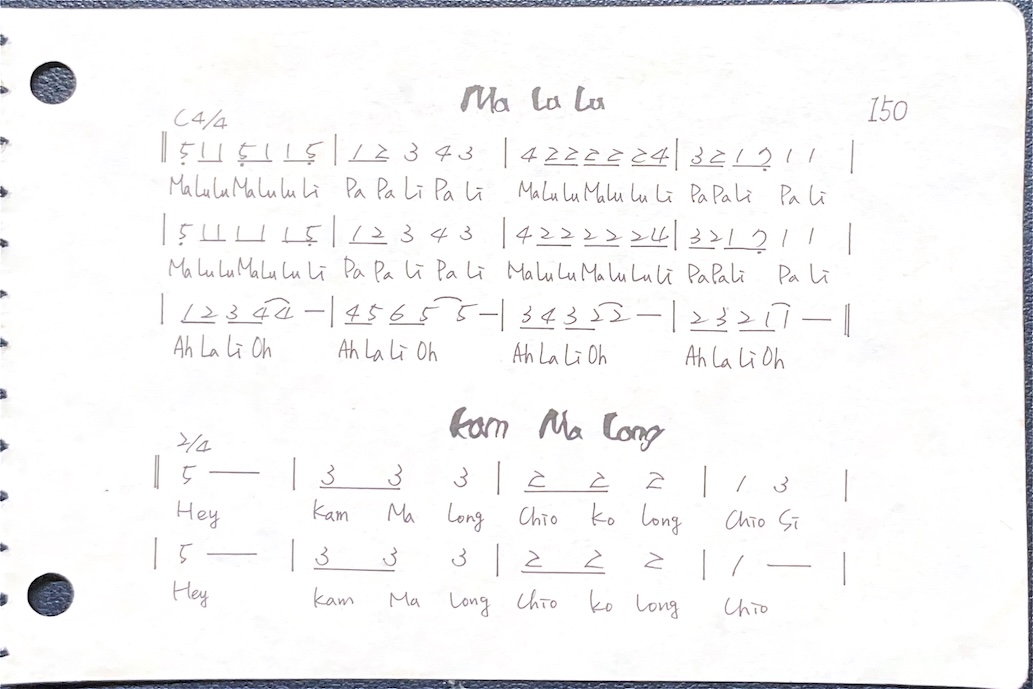 Ma Lu Lu
150
C 4/4
‖ 5̣ 1 1 5̣ 1 1 5̣ | 1 2 3 4 3 | 4 2 2 2 2 2 4 | 3 2 1 7̣ 1 1 |
MaLuLuMaLuLuLi Pa Pa Li Pa Li MaLuLuMaLuLuLi PaPaLi Pa Li
| 5̣ 1 1 1 1 1 5̣ | 1 2 3 4 3 | 4 2 2 2 2 2 4 | 3 2 1 7̣ 1 1 |
MaLuLuMaLuLuLi Pa Pa Li Pa Li MaLuLuMaLuLuLi PaPaLi Pa Li
| 1 2 3 4 4 — | 4 5 6 5 5 — | 3 4 3 2 2 — | 2 3 2 1 1 — ‖
Ah La Li Oh Ah La Li Oh Ah La Li Oh Ah La Li Oh
Kam Ma Long
2/4
‖ 5 — | 3 3 3 | 2 2 2 | 1 3 |
Hey Kam Ma Long Chio Ko Long Chio Si
| 5 — | 3 3 3 | 2 2 2 | 1 — |
Hey Kam Ma Long Chio Ko Long Chio